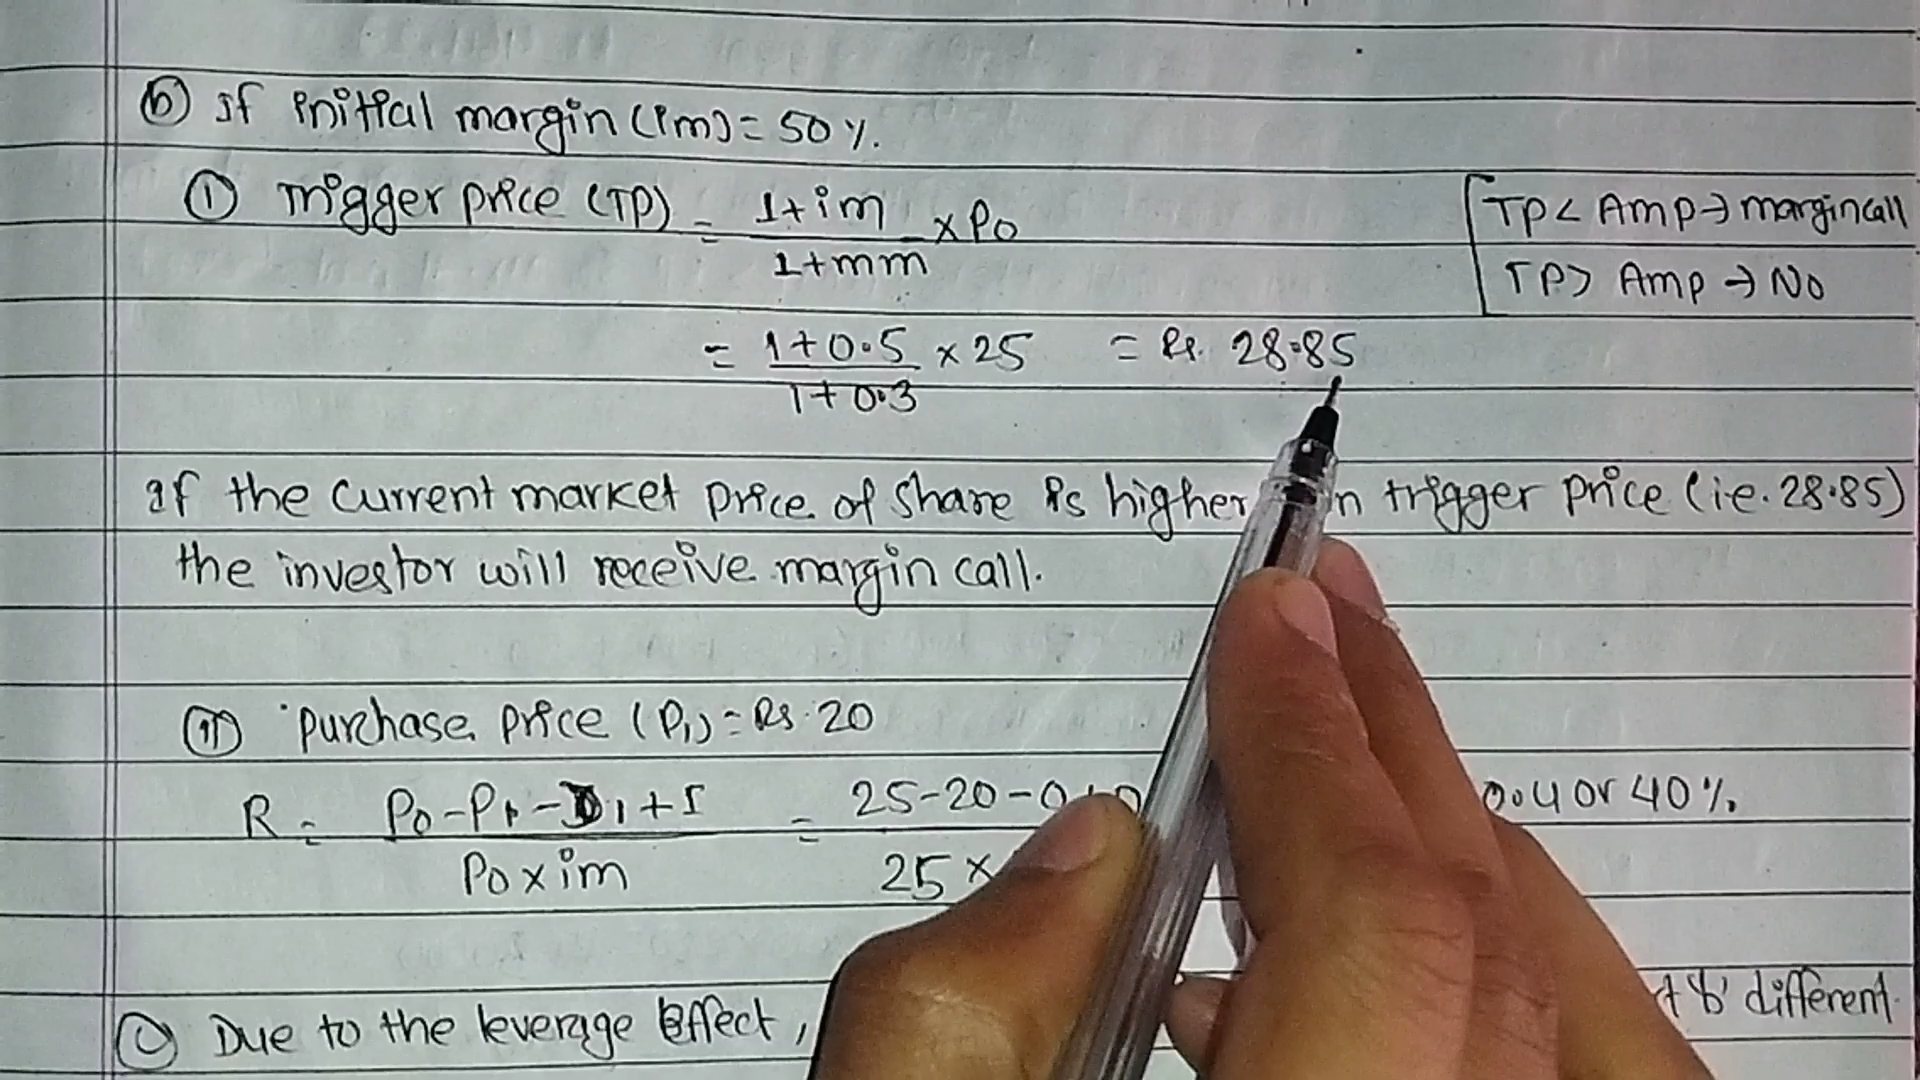 (b) If initial margin (im) = 50%.
(i) Trigger price (TP) = 1+im / 1+mm × P0
TP < Amp → margin call
TP > Amp → No
= 1+0.5 / 1+0.3 × 25 = Rs. 28.85
If the current market price of share is higher trigger price (i.e. 28.85)
the investor will receive margin call.
(ii) purchase price (P1) = Rs. 20
R = P0-P1-D1+I / P0 × im = 25-20- / 25 × 0.4 or 40%.
(c) Due to the leverage Effect, 'b' different